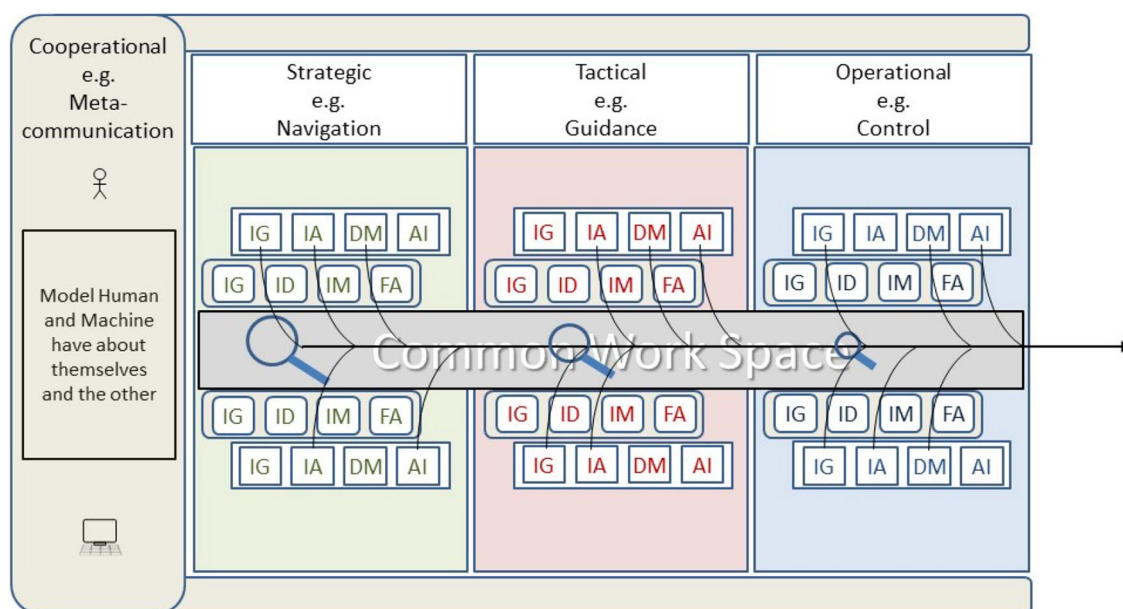 Cooperational
e.g.
Meta-
communication
Model Human
and Machine
have about
themselves
and the other
Strategic
e.g.
Navigation
Tactical
e.g.
Guidance
Operational
e.g.
Control
IG IA DM AI
IG IA DM AI
IG IA DM AI
IG ID IM FA
IG ID IM FA
IG ID IM FA
Common Work Space
IG ID IM FA
IG ID IM FA
IG ID IM FA
IG IA DM AI
IG IA DM AI
IG IA DM AI